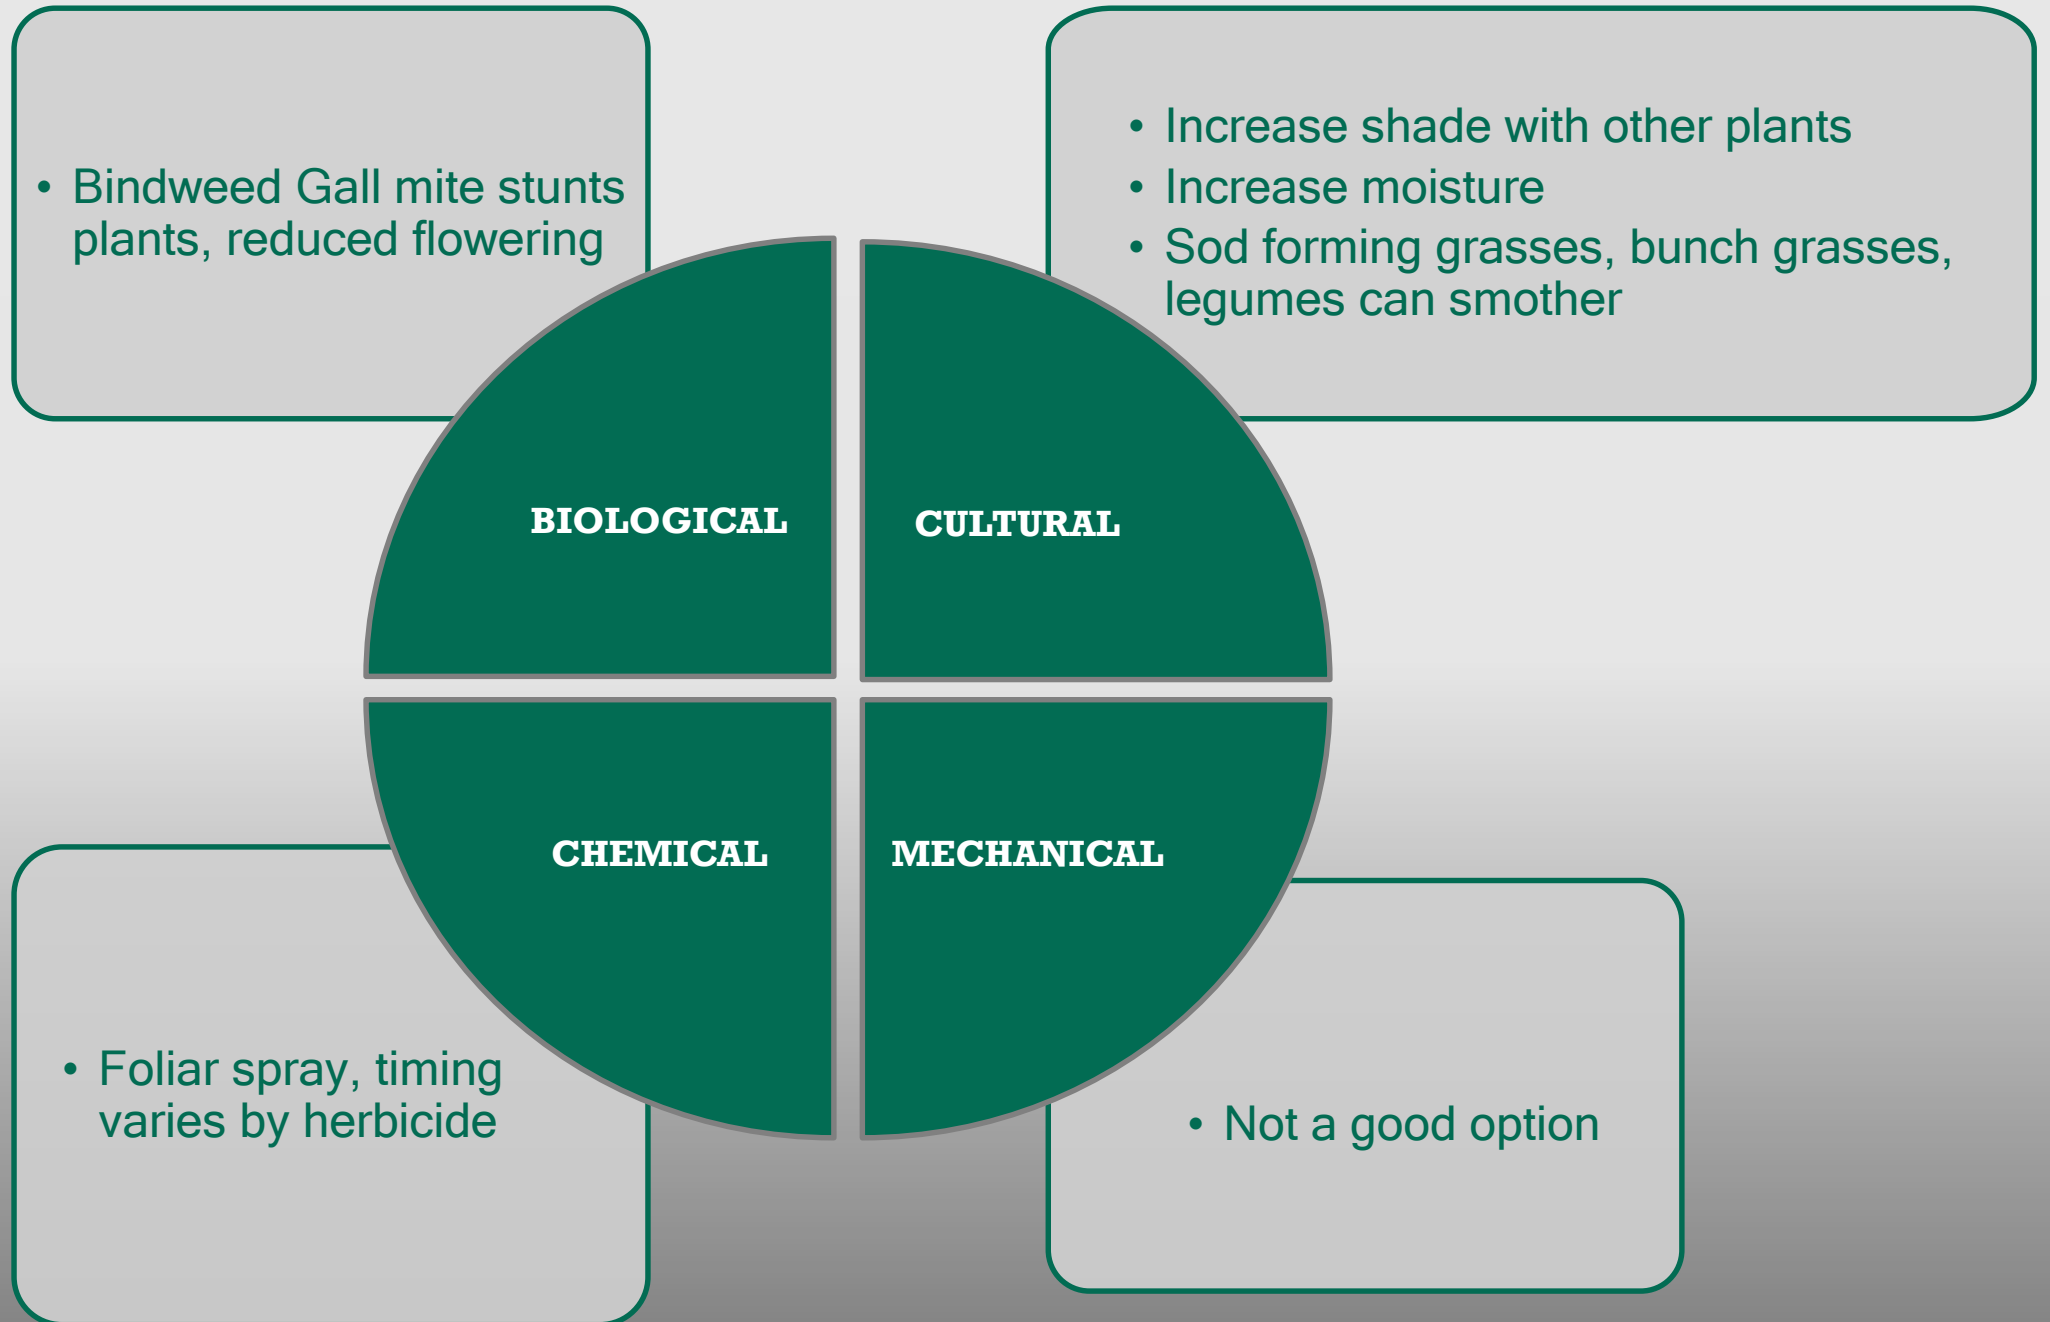 • Bindweed Gall mite stunts
plants, reduced flowering
• Increase shade with other plants
• Increase moisture
• Sod forming grasses, bunch grasses,
legumes can smother
BIOLOGICAL
CULTURAL
CHEMICAL
MECHANICAL
• Foliar spray, timing
varies by herbicide
• Not a good option